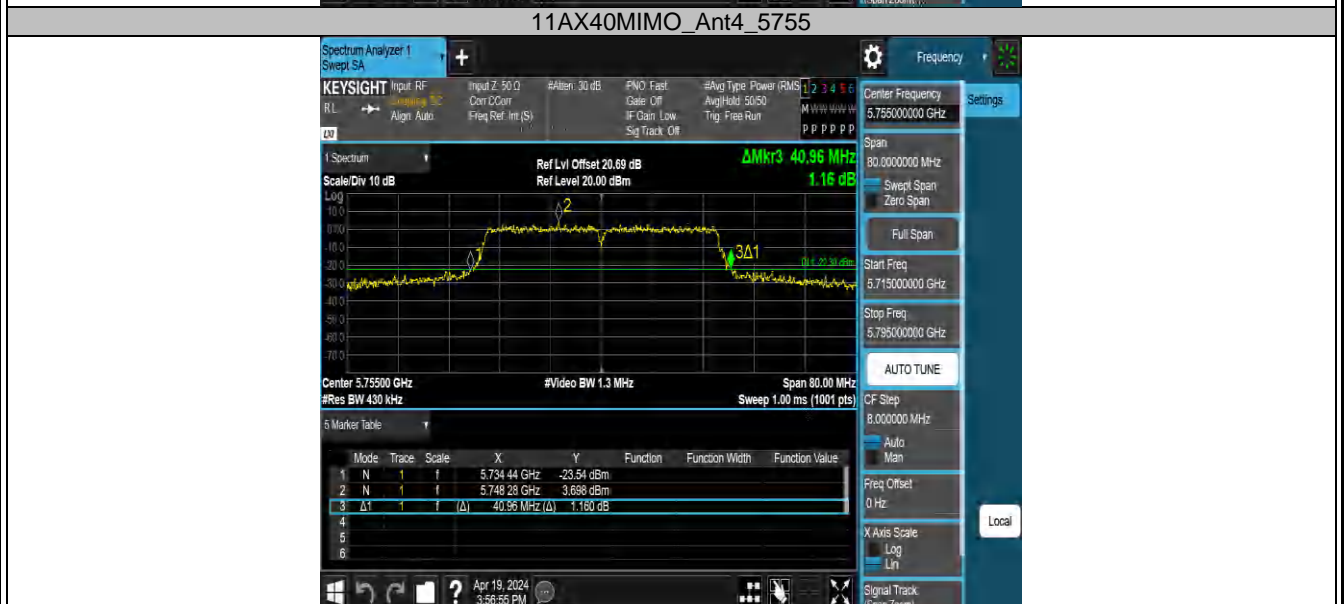 11AX40MIMO_Ant4_5755
Spectrum Analyzer 1
Swept SA
+
Frequency
KEYSIGHT Input: RF
RL
Align: Auto
LXI
Input Z: 50 Ω
Corr CCorr
Freq Ref: Int (S)
#Atten: 30 dB
PNO: Fast
Gate: Off
IF Gain: Low
Sig Track: Off
#Avg Type: Power (RMS
Avg|Hold: 50/50
Trig: Free Run
1 2 3 4 5 6
M W W W W W
P P P P P P
Center Frequency
5.755000000 GHz
Settings
Span
80.0000000 MHz
Swept Span
Zero Span
Full Span
Start Freq
5.715000000 GHz
Stop Freq
5.795000000 GHz
AUTO TUNE
CF Step
8.000000 MHz
Auto
Man
Freq Offset
0 Hz
X Axis Scale
Log
Lin
Signal Track
(Span Zoom)
Local
1 Spectrum
Scale/Div 10 dB
Ref Lvl Offset 20.69 dB
Ref Level 20.00 dBm
ΔMkr3 40.96 MHz
1.16 dB
Log
10.0
0.00
-10.0
-20.0
-30.0
-40.0
-50.0
-60.0
-70.0
1
2
3Δ1
DL1 -22.30 dBm
Center 5.75500 GHz
#Res BW 430 kHz
#Video BW 1.3 MHz
Span 80.00 MHz
Sweep 1.00 ms (1001 pts)
5 Marker Table
Mode Trace Scale X Y Function Function Width Function Value
1 N 1 f 5.734 44 GHz -23.54 dBm
2 N 1 f 5.748 28 GHz 3.698 dBm
3 Δ1 1 f (Δ) 40.96 MHz (Δ) 1.160 dB
4
5
6
?
Apr 19, 2024
3:56:55 PM